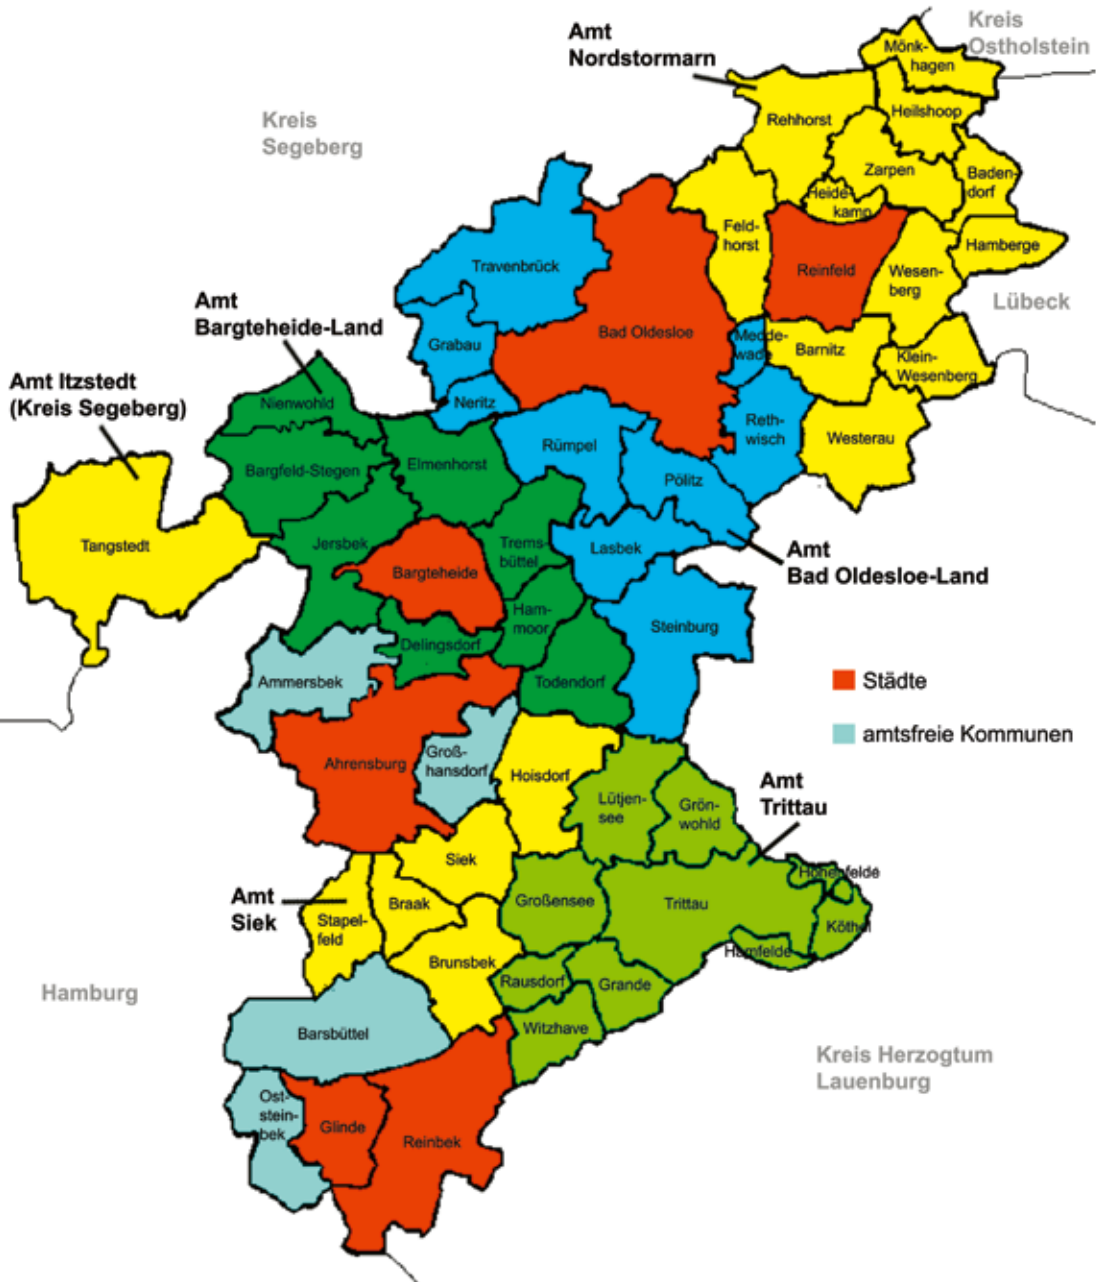 Kreis
Ostholstein
Amt
Nordstormarn
Mönk-
hagen
Kreis
Segeberg
Rehhorst
Heilshoop
Zarpen
Baden-
dorf
Heide-
kamp
Feld-
horst
Hamberge
Travenbrück
Reinfeld
Wesen-
berg
Lübeck
Amt
Bargteheide-Land
Bad Oldesloe
Grabau
Medde-
wade
Barnitz
Klein-
Wesenberg
Amt Itzstedt
(Kreis Segeberg)
Nienwohld
Neritz
Reth-
wisch
Westerau
Rümpel
Bargfeld-Stegen
Elmenhorst
Pölitz
Tangstedt
Jersbek
Trems-
büttel
Lasbek
Amt
Bad Oldesloe-Land
Bargteheide
Ham-
moor
Steinburg
Delingsdorf
Ammersbek
Todendorf
Städte
amtsfreie Kommunen
Ahrensburg
Groß-
hansdorf
Hoisdorf
Amt
Trittau
Lütjen-
see
Grön-
wohld
Siek
Hohenfelde
Amt
Siek
Braak
Großensee
Trittau
Stapel-
feld
Köthel
Hamfelde
Brunsbek
Rausdorf
Grande
Hamburg
Witzhave
Barsbüttel
Kreis Herzogtum
Lauenburg
Ost-
stein-
bek
Glinde
Reinbek